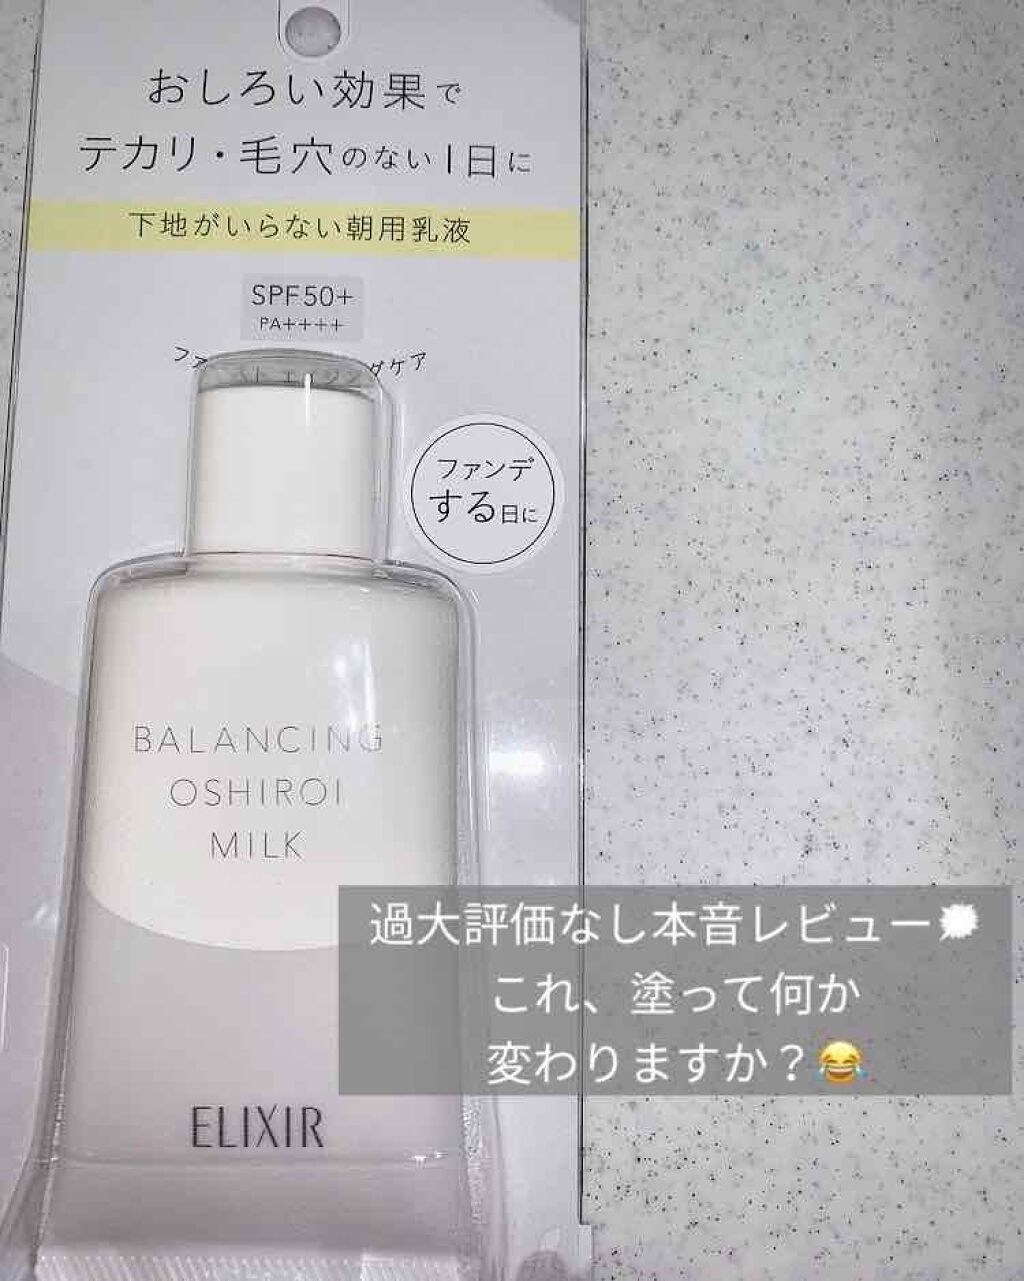 おしろい効果で
テカリ・毛穴のない1日に
下地がいらない朝用乳液
SPF50+
PA++++
ファンデ
する日に
BALANCING
OSHIROI
MILK
過大評価なし本音レビュー🗯
これ、塗って何か
変わりますか？😂
ELIXIR